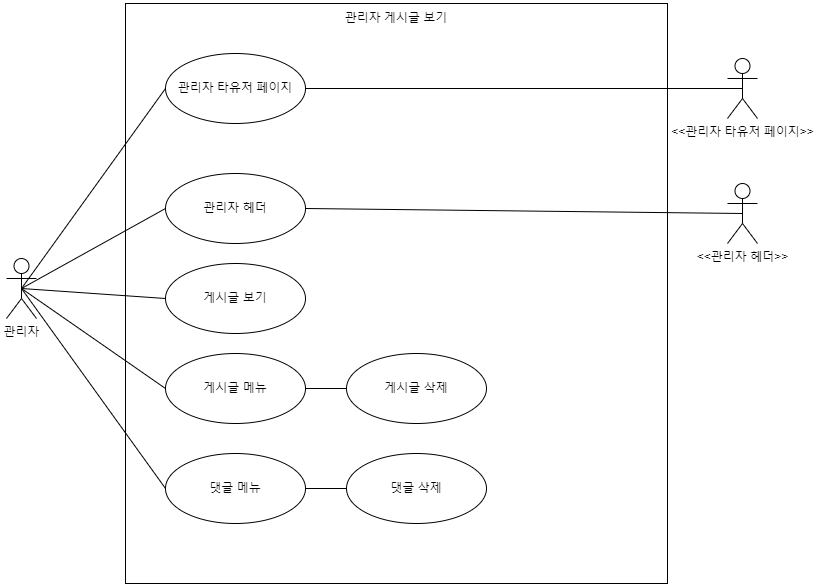 관리자 게시글 보기
관리자 타유저 페이지
<<관리자 타유저 페이지>>
관리자 헤더
<<관리자 헤더>>
게시글 보기
관리자
게시글 메뉴
게시글 삭제
댓글 메뉴
댓글 삭제